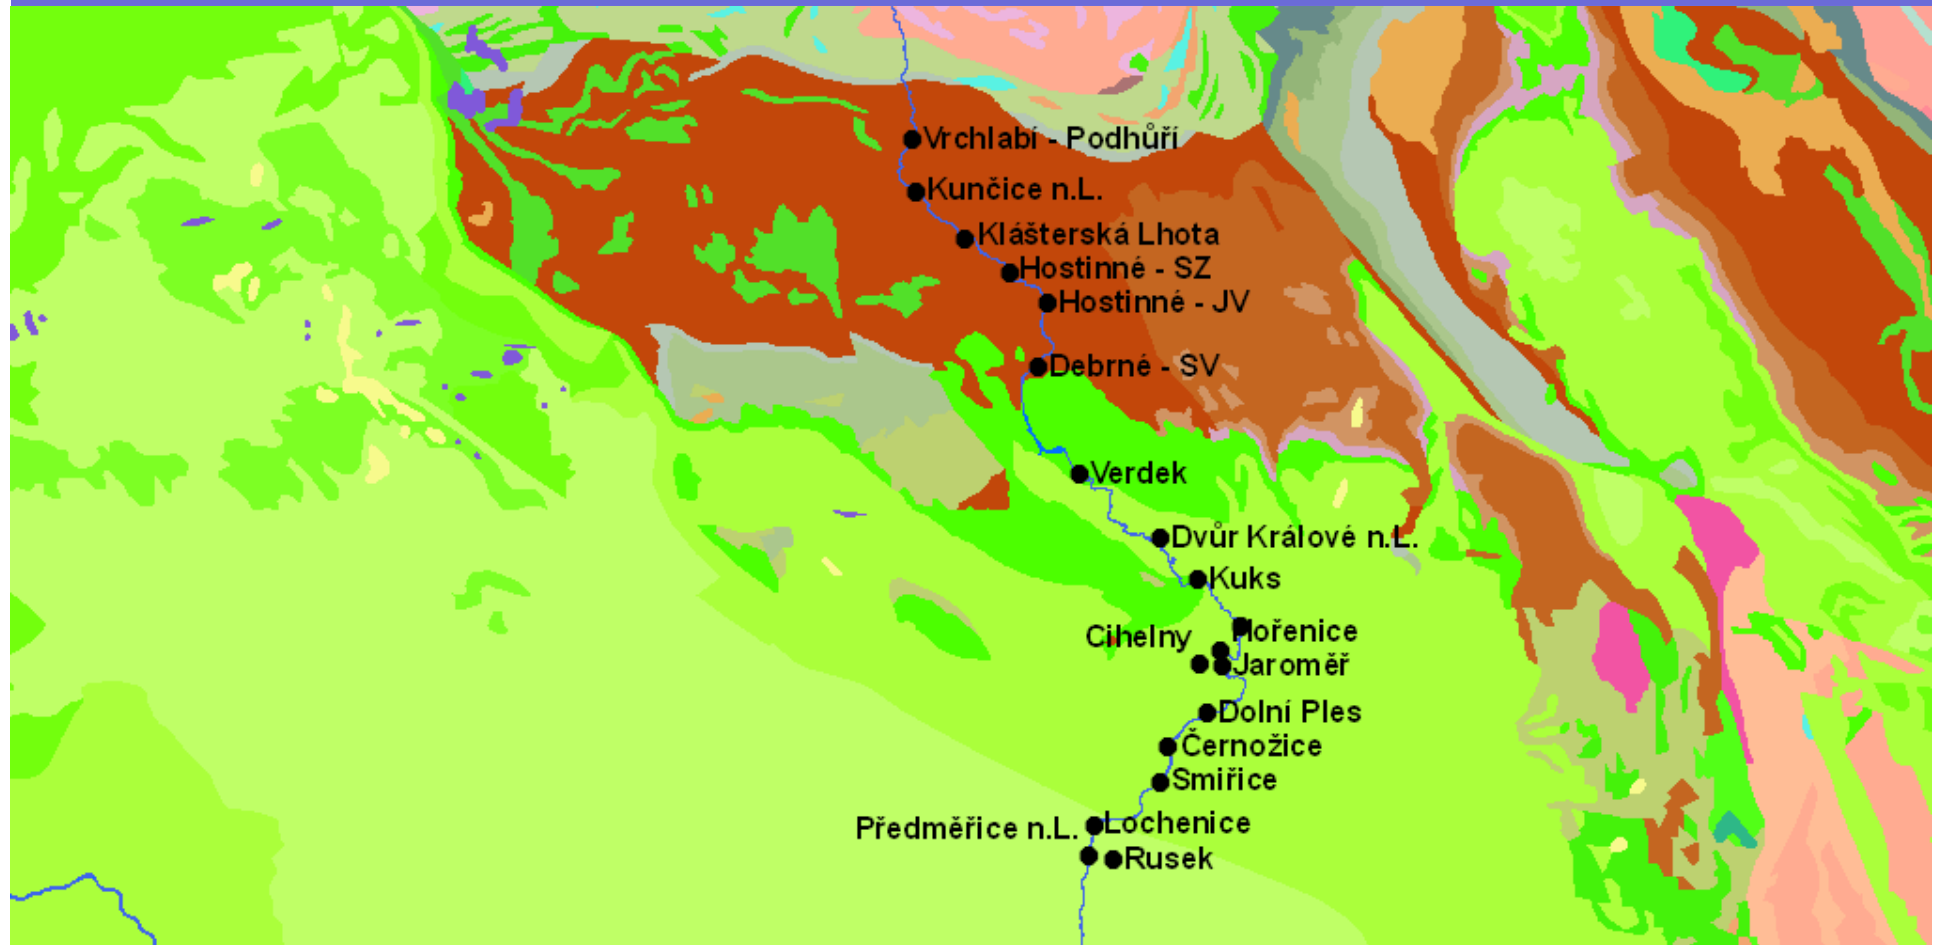 Vrchlabí - Podhůří
Kunčice n.L.
Klášterská Lhota
Hostinné - SZ
Hostinné - JV
Debrné - SV
Verdek
Dvůr Králové n.L.
Kuks
Hořenice
Cihelny
Jaroměř
Dolní Ples
Černožice
Smiřice
Lochenice
Předměřice n.L.
Rusek